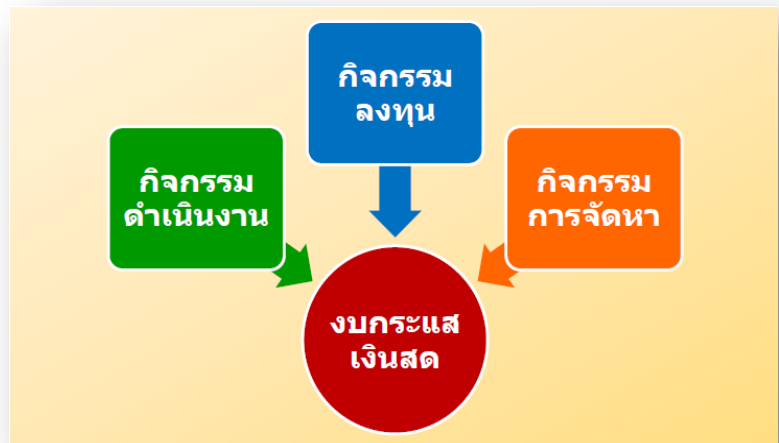 กิจกรรม
ลงทุน
กิจกรรม
ดำเนินงาน
กิจกรรม
การจัดหา
งบกระแส
เงินสด